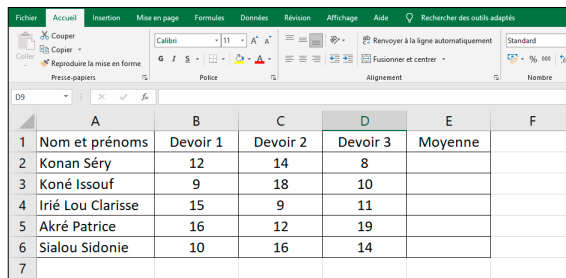 Fichier Accueil Insertion Mise en page Formules Données Révision Affichage Aide Rechercher des outils adaptés
Coller
Couper
Copier
Reproduire la mise en forme
Presse-papiers
Calibri 11 A A
G I S A
Police
Renvoyer à la ligne automatiquement
Fusionner et centrer
Alignement
Standard
% 000
Nombre
D9 fx
A B C D E F
1 Nom et prénoms Devoir 1 Devoir 2 Devoir 3 Moyenne
2 Konan Séry 12 14 8
3 Koné Issouf 9 18 10
4 Irié Lou Clarisse 15 9 11
5 Akré Patrice 16 12 19
6 Sialou Sidonie 10 16 14
7